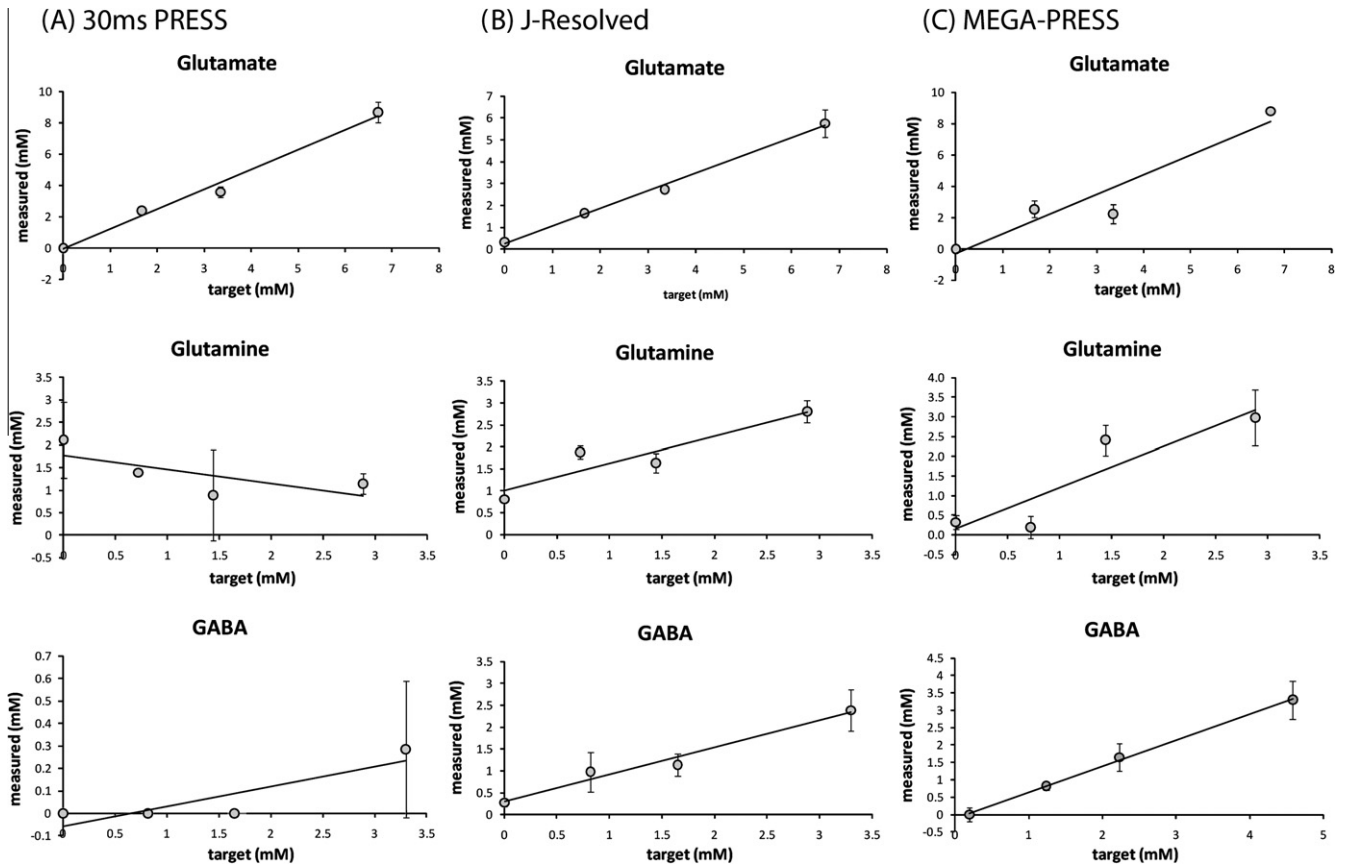 (A) 30ms PRESS
(B) J-Resolved
(C) MEGA-PRESS
Glutamate
10
8
6
4
2
0
-2
measured (mM)
0 1 2 3 4 5 6 7 8
target (mM)
Glutamate
7
6
5
4
3
2
1
0
measured (mM)
0 1 2 3 4 5 6 7 8
target (mM)
Glutamate
10
8
6
4
2
0
-2
measured (mM)
0 1 2 3 4 5 6 7 8
target (mM)
Glutamine
3.5
3
2.5
2
1.5
1
0.5
0
-0.5
measured (mM)
0 0.5 1 1.5 2 2.5 3 3.5
target (mM)
Glutamine
3.5
3
2.5
2
1.5
1
0.5
0
measured (mM)
0 0.5 1 1.5 2 2.5 3 3.5
target (mM)
Glutamine
4.0
3.5
3.0
2.5
2.0
1.5
1.0
0.5
0.0
-0.5
measured (mM)
0 0.5 1 1.5 2 2.5 3 3.5
target (mM)
GABA
0.7
0.6
0.5
0.4
0.3
0.2
0.1
0
-0.1
measured (mM)
0 0.5 1 1.5 2 2.5 3 3.5
target (mM)
GABA
3.5
3
2.5
2
1.5
1
0.5
0
measured (mM)
0 0.5 1 1.5 2 2.5 3 3.5
target (mM)
GABA
4.5
4
3.5
3
2.5
2
1.5
1
0.5
0
-0.5
measured (mM)
0 1 2 3 4 5
target (mM)